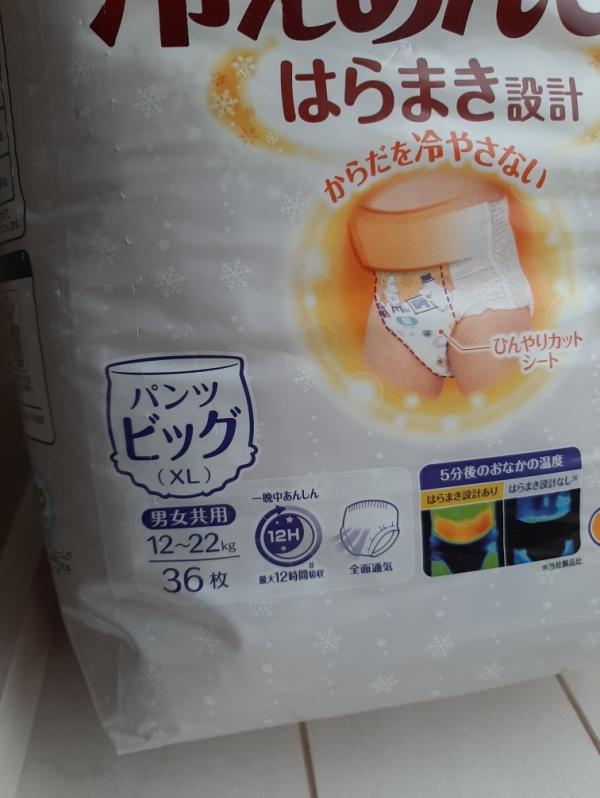 はらまき設計
からだを冷やさない
ひんやりカット
シート
パンツ
ビッグ
(XL)
男女共用
12~22kg
36枚
一晩中あんしん
12H
最大12時間吸収
全面通気
5分後のおなかの温度
はらまき設計あり
はらまき設計なし※
※当社製品比